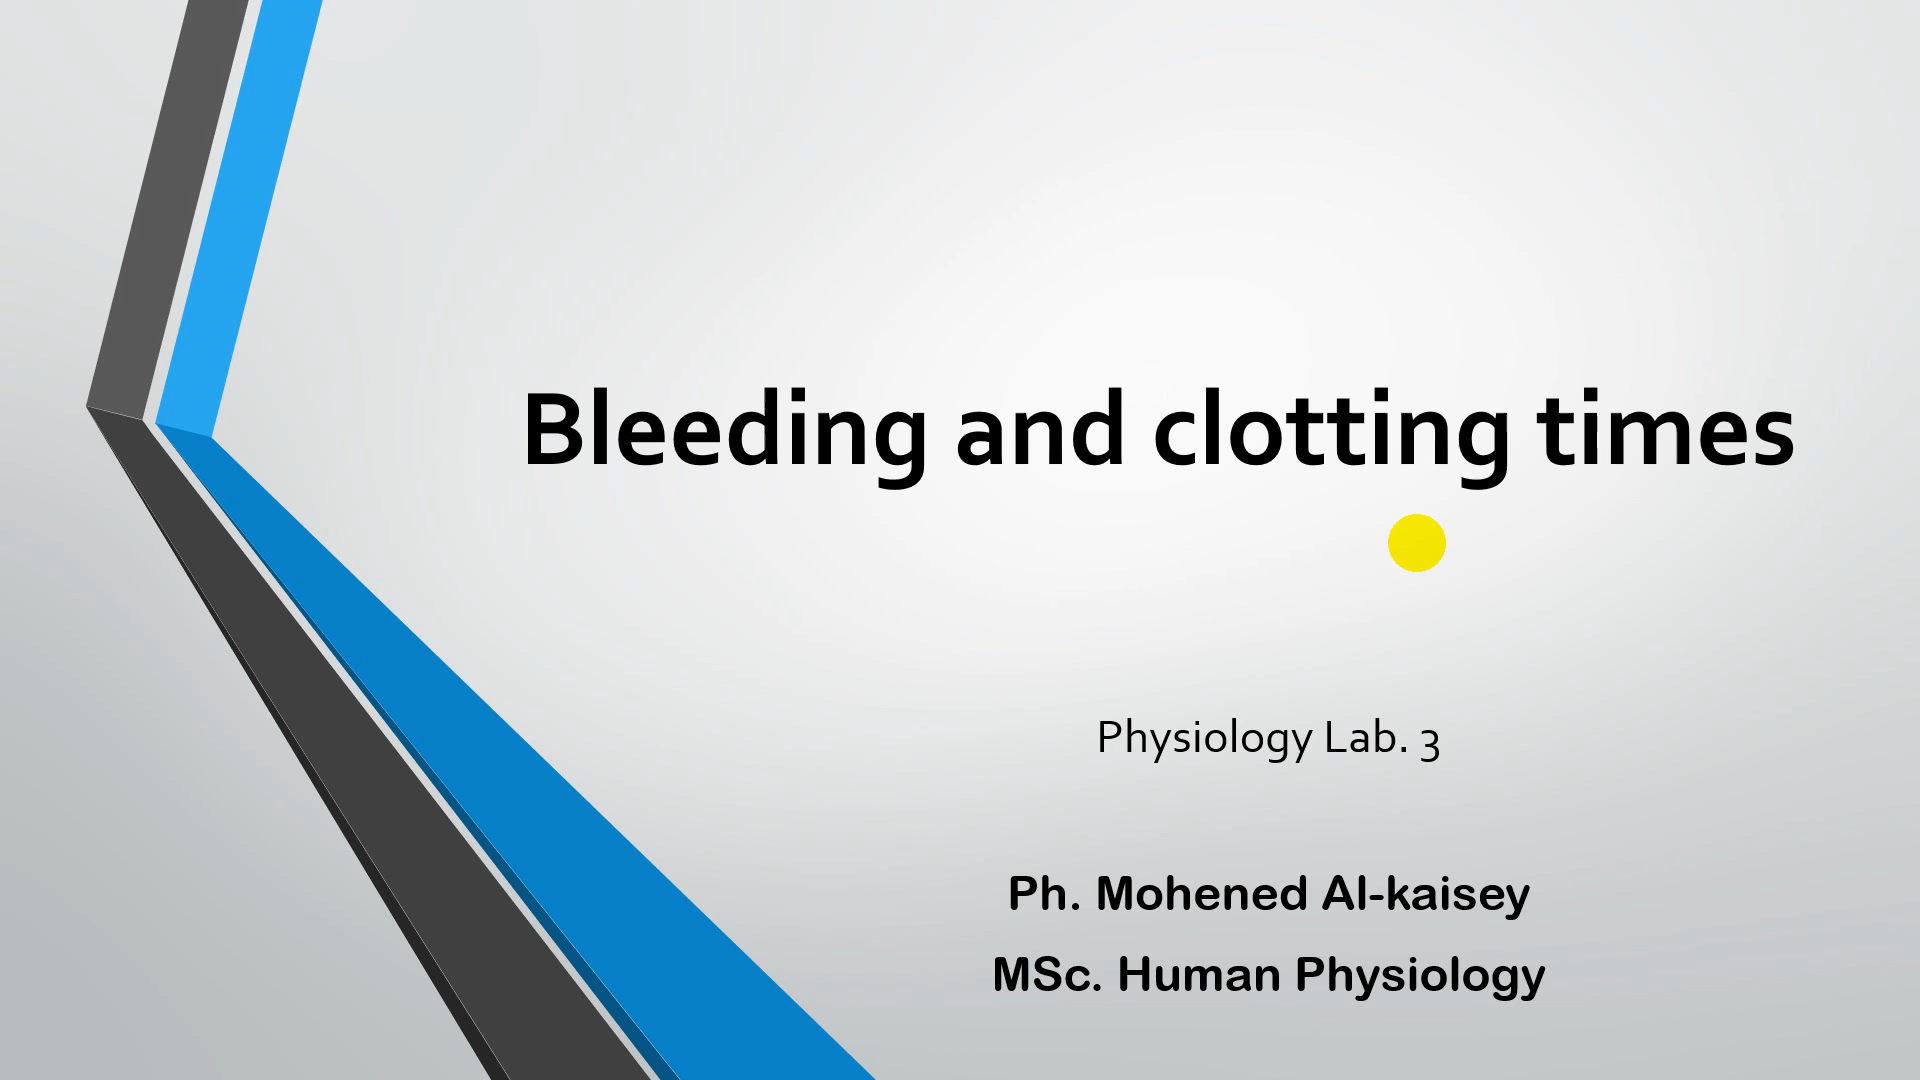 Bleeding and clotting times
Physiology Lab. 3
Ph. Mohened Al-kaisey
MSc. Human Physiology